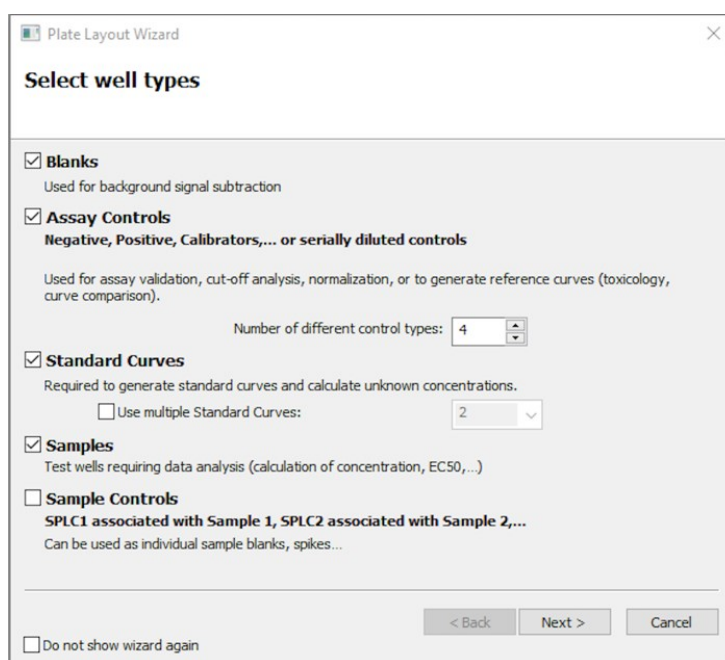 Plate Layout Wizard
Select well types
Blanks
Used for background signal subtraction
Assay Controls
Negative, Positive, Calibrators,... or serially diluted controls
Used for assay validation, cut-off analysis, normalization, or to generate reference curves (toxicology,
curve comparison).
Number of different control types: 4
Standard Curves
Required to generate standard curves and calculate unknown concentrations.
Use multiple Standard Curves: 2
Samples
Test wells requiring data analysis (calculation of concentration, EC50,...)
Sample Controls
SPLC1 associated with Sample 1, SPLC2 associated with Sample 2,...
Can be used as individual sample blanks, spikes...
< Back Next > Cancel
Do not show wizard again